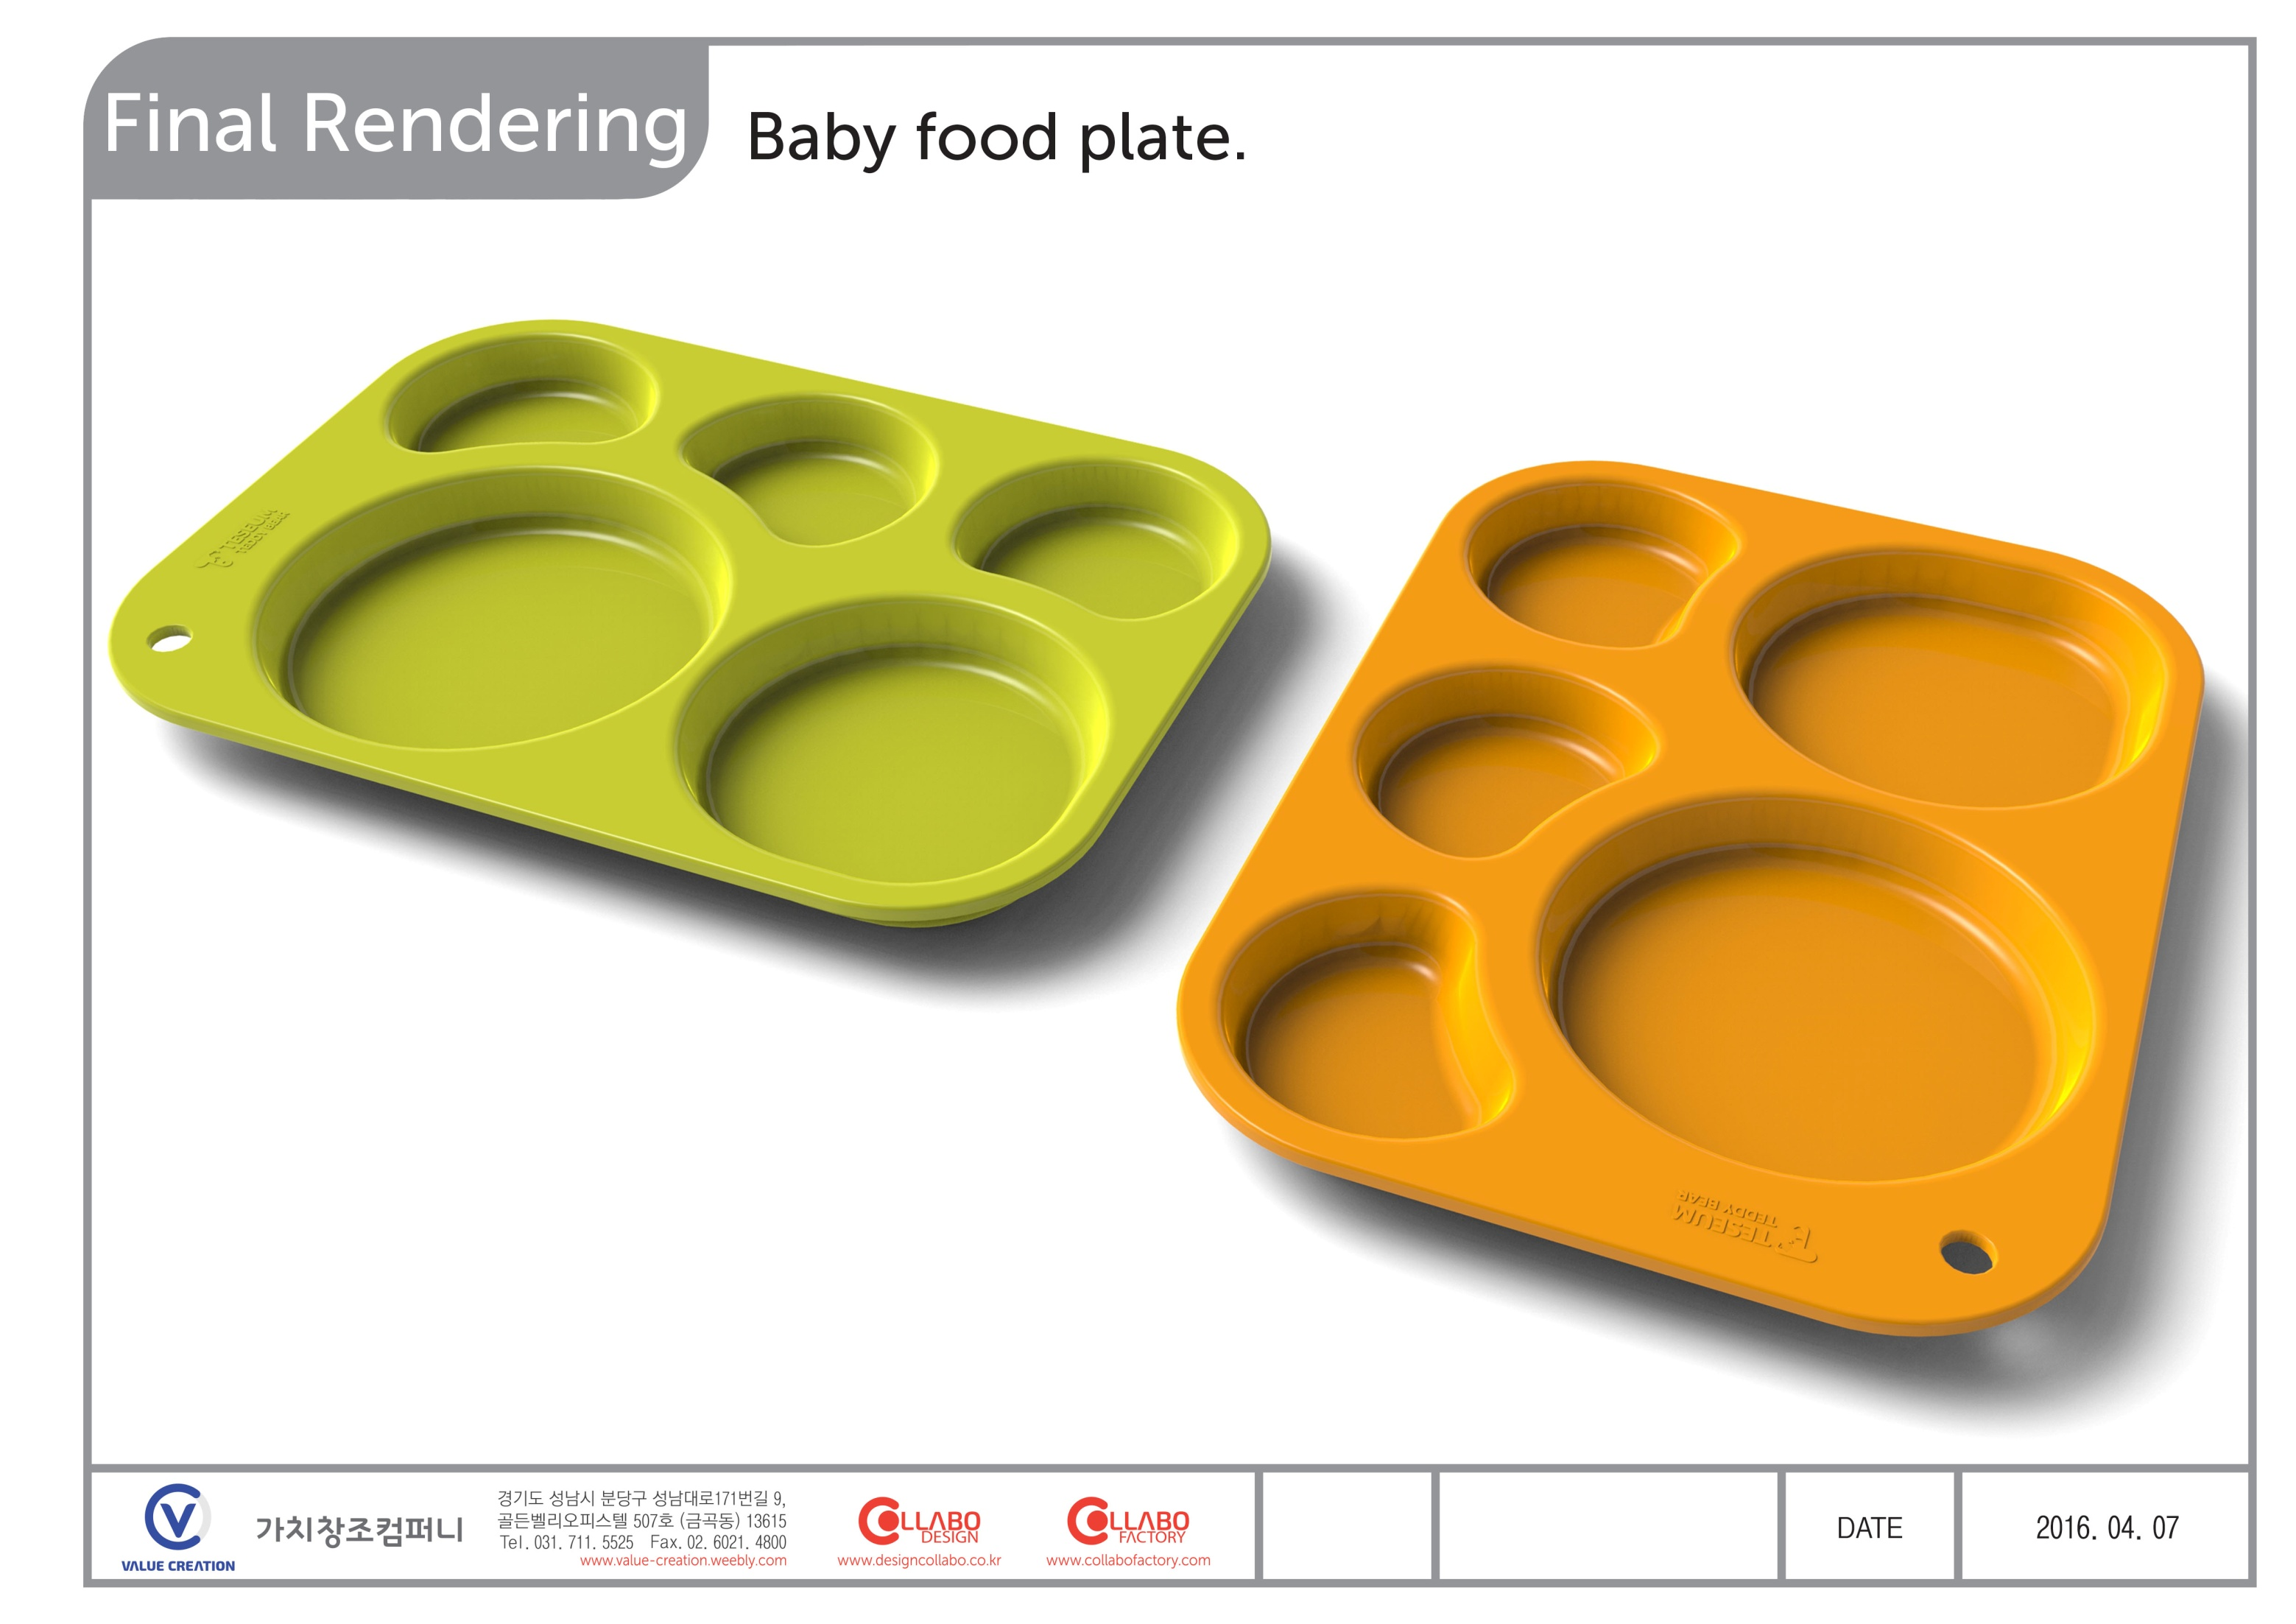 Final Rendering
Baby food plate.
TESEUM
TEDDY BEAR
TESEUM
TEDDY BEAR
VALUE CREATION
가치창조컴퍼니
경기도 성남시 분당구 성남대로171번길 9,
골든벨리오피스텔 507호 (금곡동) 13615
Tel. 031. 711. 5525 Fax. 02. 6021. 4800
www.value-creation.weebly.com
COLLABO
DESIGN
www.designcollabo.co.kr
COLLABO
FACTORY
www.collabofactory.com
DATE
2016. 04. 07